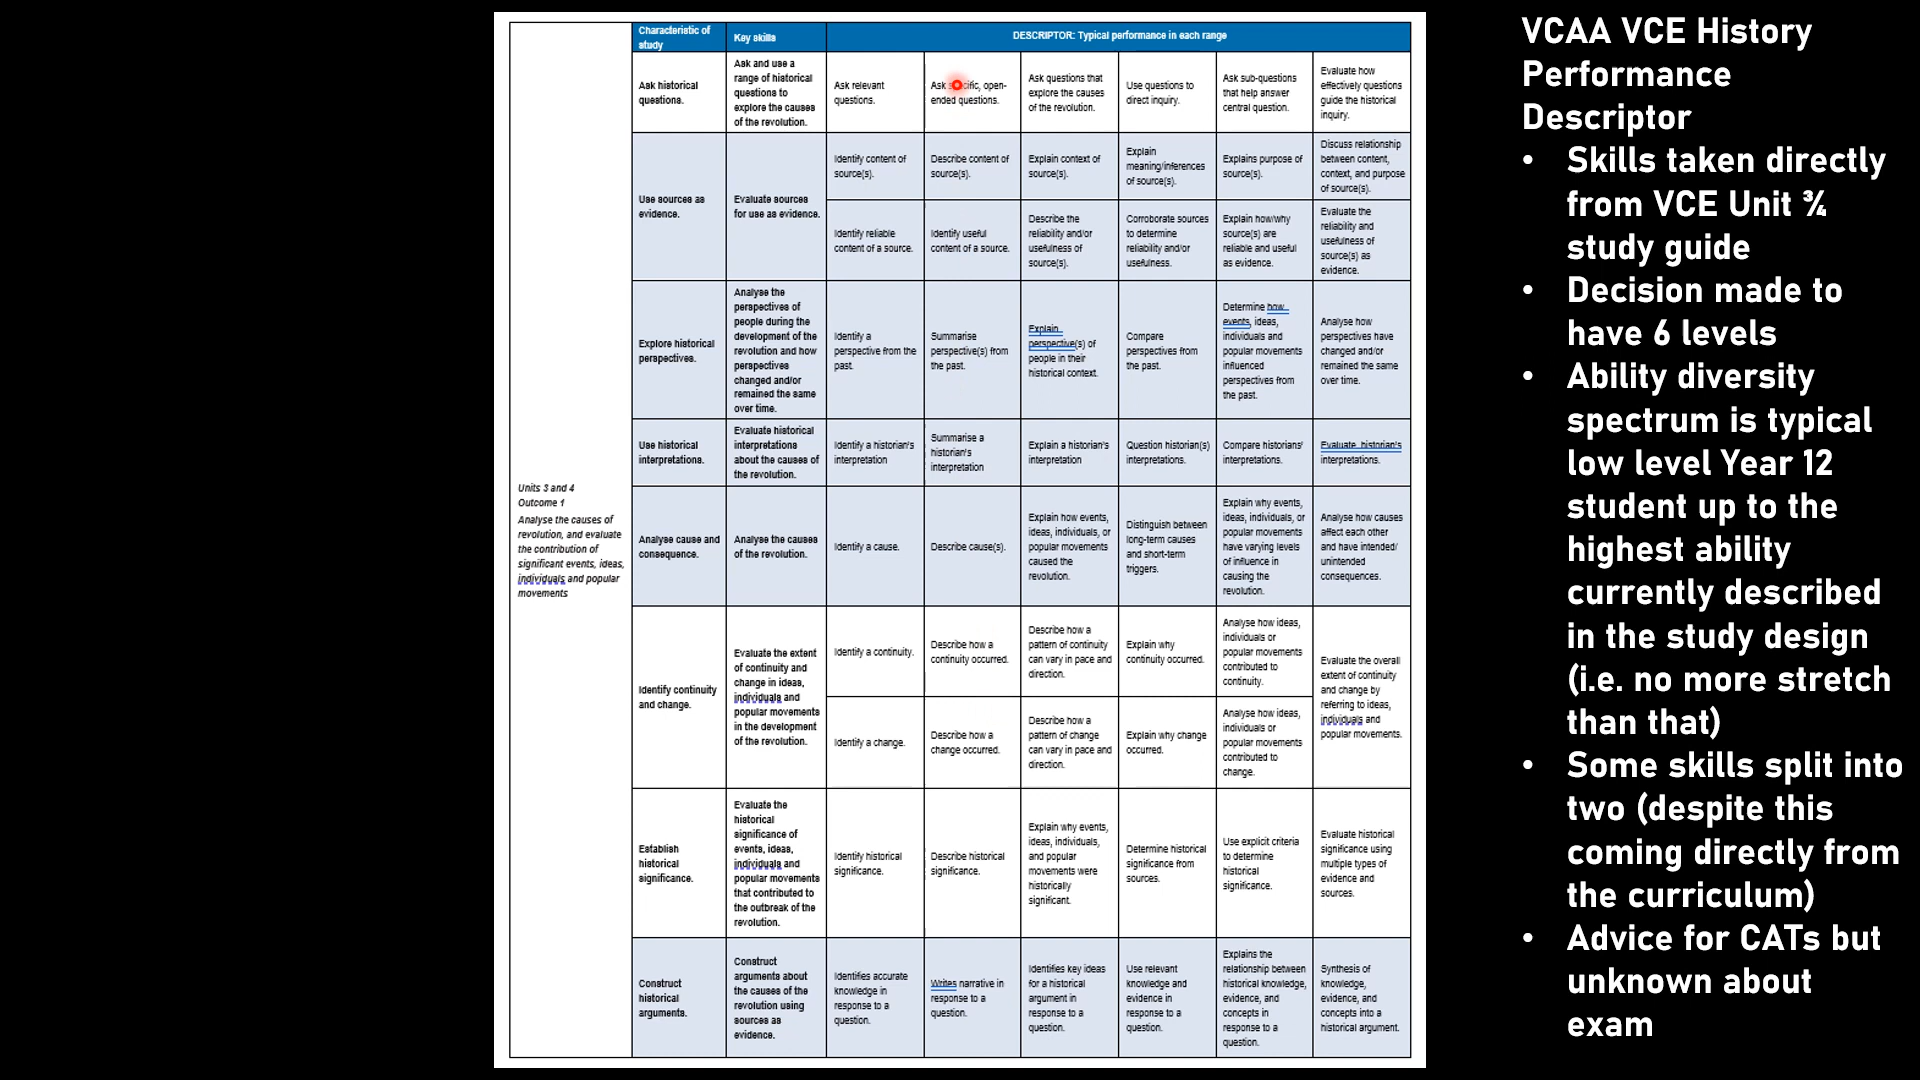 Characteristic of
study
Key skills
DESCRIPTOR: Typical performance in each range
Ask historical
questions.
Ask and use a
range of historical
questions to
explore the causes
of the revolution.
Ask relevant
questions.
Ask specific, open-
ended questions.
Ask questions that
explore the causes
of the revolution.
Use questions to
direct inquiry.
Ask sub-questions
that help answer
central question.
Evaluate how
effectively questions
guide the historical
inquiry.
Use sources as
evidence.
Evaluate sources
for use as evidence.
Identify content of
source(s).
Describe content of
source(s).
Explain context of
source(s).
Explain
meaning/inferences
of source(s).
Explains purpose of
source(s).
Discuss relationship
between content,
context, and purpose
of source(s).
Identify reliable
content of a source.
Identify useful
content of a source.
Describe the
reliability and/or
usefulness of
source(s).
Corroborate sources
to determine
reliability and/or
usefulness.
Explain how/why
source(s) are
reliable and useful
as evidence.
Evaluate the
reliability and
usefulness of
source(s) as
evidence.
Explore historical
perspectives.
Analyse the
perspectives of
people during the
development of the
revolution and how
perspectives
changed and/or
remained the same
over time.
Identify a
perspective from the
past.
Summarise
perspective(s) from
the past.
Explain
perspective(s) of
people in their
historical context.
Compare
perspectives from
the past.
Determine how
events, ideas,
individuals and
popular movements
influenced
perspectives from
the past.
Analyse how
perspectives have
changed and/or
remained the same
over time.
Use historical
interpretations.
Evaluate historical
interpretations
about the causes of
the revolution.
Identify a historian's
interpretation
Summarise a
historian's
interpretation
Explain a historian's
interpretation
Question historian(s)
interpretations.
Compare historians'
interpretations.
Evaluate historian's
interpretations.
Units 3 and 4
Outcome 1
Analyse the causes of
revolution, and evaluate
the contribution of
significant events, ideas,
individuals and popular
movements
Analyse cause and
consequence.
Analyse the causes
of the revolution.
Identify a cause.
Describe cause(s).
Explain how events,
ideas, individuals, or
popular movements
caused the
revolution.
Distinguish between
long-term causes
and short-term
triggers.
Explain why events,
ideas, individuals, or
popular movements
have varying levels
of influence in
causing the
revolution.
Analyse how causes
affect each other
and have intended/
unintended
consequences.
Identify continuity
and change.
Evaluate the extent
of continuity and
change in ideas,
individuals and
popular movements
in the development
of the revolution.
Identify a continuity.
Describe how a
continuity occurred.
Describe how a
pattern of continuity
can vary in pace and
direction.
Explain why
continuity occurred.
Analyse how ideas,
individuals or
popular movements
contributed to
continuity.
Evaluate the overall
extent of continuity
and change by
referring to ideas,
individuals and
popular movements.
Identify a change.
Describe how a
change occurred.
Describe how a
pattern of change
can vary in pace and
direction.
Explain why change
occurred.
Analyse how ideas,
individuals or
popular movements
contributed to
change.
Establish
historical
significance.
Evaluate the
historical
significance of
events, ideas,
individuals and
popular movements
that contributed to
the outbreak of the
revolution.
Identify historical
significance.
Describe historical
significance.
Explain why events,
ideas, individuals,
and popular
movements were
historically
significant.
Determine historical
significance from
sources.
Use explicit criteria
to determine
historical
significance.
Evaluate historical
significance using
multiple types of
evidence and
sources.
Construct
historical
arguments.
Construct
arguments about
the causes of the
revolution using
sources as
evidence.
Identifies accurate
knowledge in
response to a
question.
Writes narrative in
response to a
question.
Identifies key ideas
for a historical
argument in
response to a
question.
Use relevant
knowledge and
evidence in
response to a
question.
Explains the
relationship between
historical knowledge,
evidence, and
concepts in
response to a
question.
Synthesis of
knowledge,
evidence, and
concepts into a
historical argument.
VCAA VCE History
Performance
Descriptor
• Skills taken directly
from VCE Unit ¾
study guide
• Decision made to
have 6 levels
• Ability diversity
spectrum is typical
low level Year 12
student up to the
highest ability
currently described
in the study design
(i.e. no more stretch
than that)
• Some skills split into
two (despite this
coming directly from
the curriculum)
• Advice for CATs but
unknown about
exam